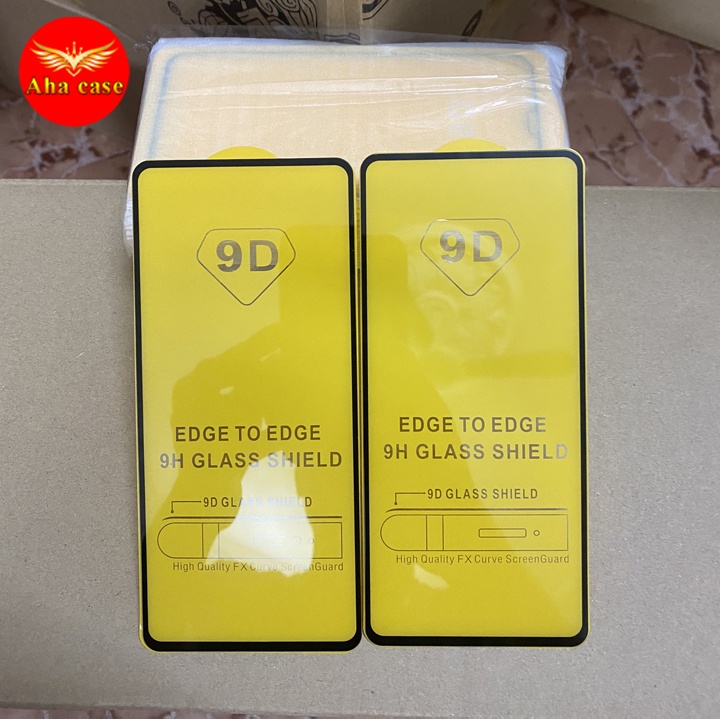 Aha case
9D
EDGE TO EDGE
9H GLASS SHIELD
9D GLASS SHIELD
High Quality FX Curve ScreenGuard
9D
EDGE TO EDGE
9H GLASS SHIELD
9D GLASS SHIELD
High Quality FX Curve ScreenGuard